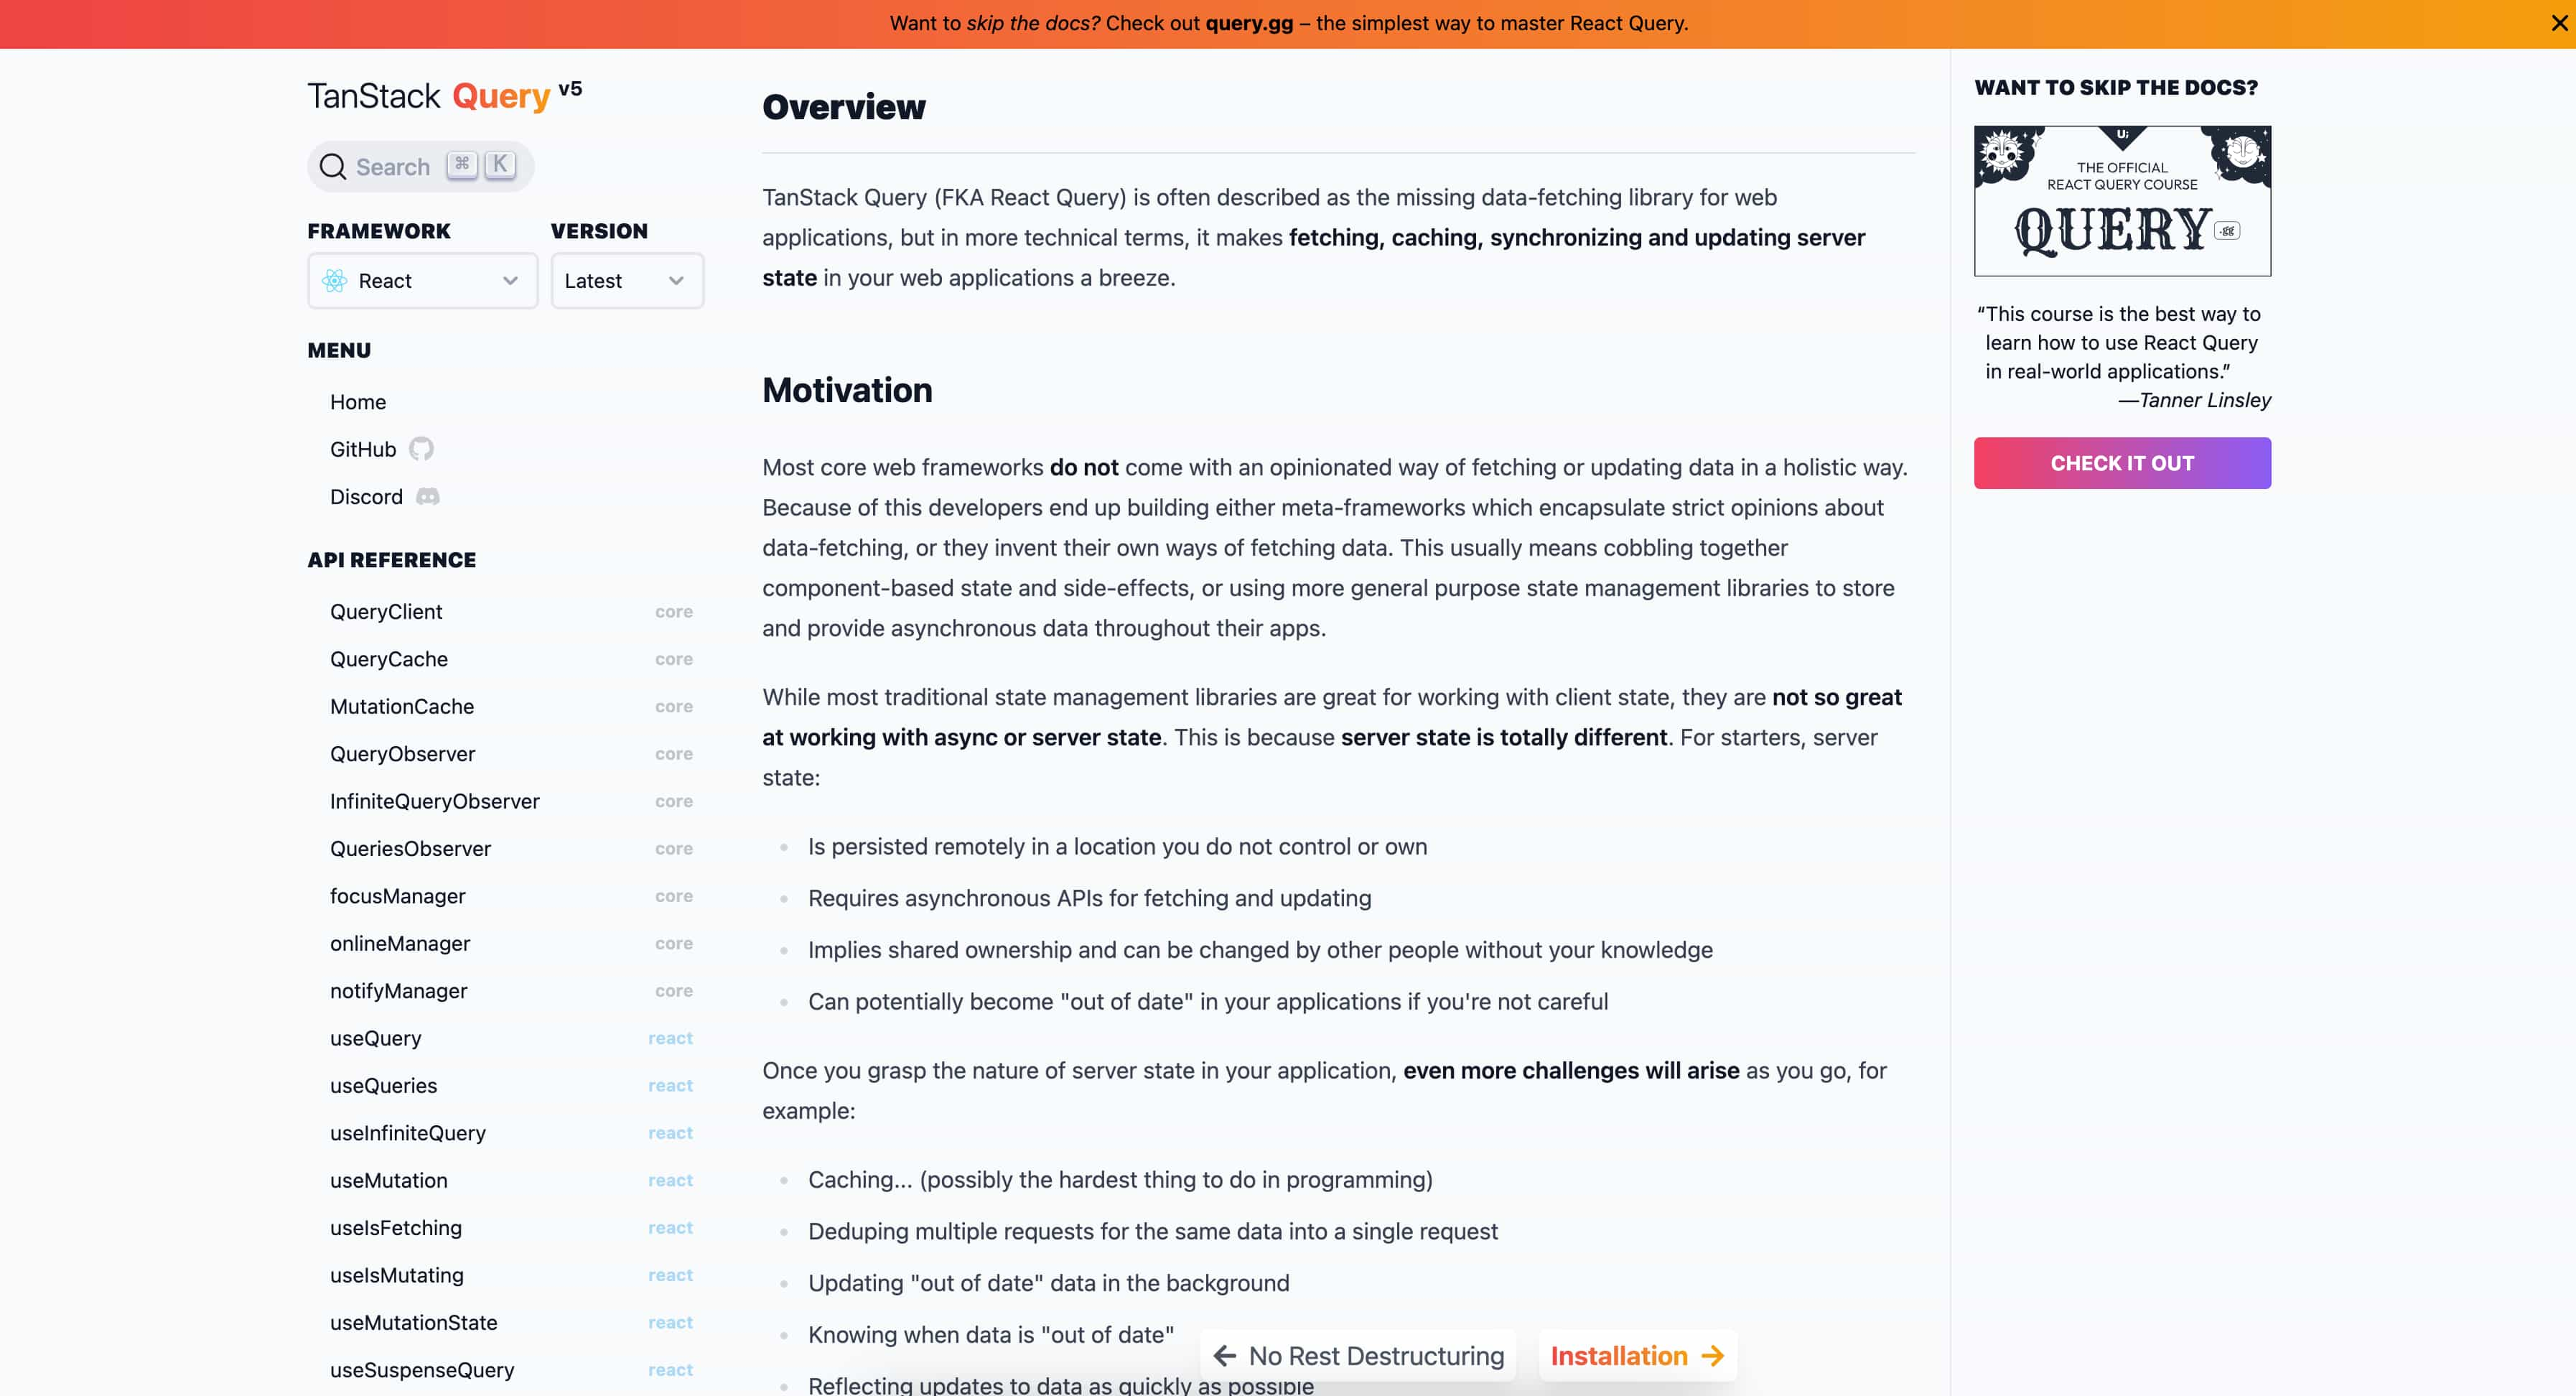 Want to skip the docs? Check out query.gg – the simplest way to master React Query.
TanStack Query v5
Search ⌘ K
FRAMEWORK
VERSION
React
Latest
MENU
Home
GitHub
Discord
API REFERENCE
QueryClient core
QueryCache core
MutationCache core
QueryObserver core
InfiniteQueryObserver core
QueriesObserver core
focusManager core
onlineManager core
notifyManager core
useQuery react
useQueries react
useInfiniteQuery react
useMutation react
useIsFetching react
useIsMutating react
useMutationState react
useSuspenseQuery react
Overview
TanStack Query (FKA React Query) is often described as the missing data-fetching library for web
applications, but in more technical terms, it makes fetching, caching, synchronizing and updating server
state in your web applications a breeze.
Motivation
Most core web frameworks do not come with an opinionated way of fetching or updating data in a holistic way.
Because of this developers end up building either meta-frameworks which encapsulate strict opinions about
data-fetching, or they invent their own ways of fetching data. This usually means cobbling together
component-based state and side-effects, or using more general purpose state management libraries to store
and provide asynchronous data throughout their apps.
While most traditional state management libraries are great for working with client state, they are not so great
at working with async or server state. This is because server state is totally different. For starters, server
state:
Is persisted remotely in a location you do not control or own
Requires asynchronous APIs for fetching and updating
Implies shared ownership and can be changed by other people without your knowledge
Can potentially become "out of date" in your applications if you're not careful
Once you grasp the nature of server state in your application, even more challenges will arise as you go, for
example:
Caching... (possibly the hardest thing to do in programming)
Deduping multiple requests for the same data into a single request
Updating "out of date" data in the background
Knowing when data is "out of date"
Reflecting updates to data as quickly as possible
← No Rest Destructuring
Installation →
WANT TO SKIP THE DOCS?
U;
THE OFFICIAL
REACT QUERY COURSE
QUERY .gg
“This course is the best way to
learn how to use React Query
in real-world applications.”
—Tanner Linsley
CHECK IT OUT